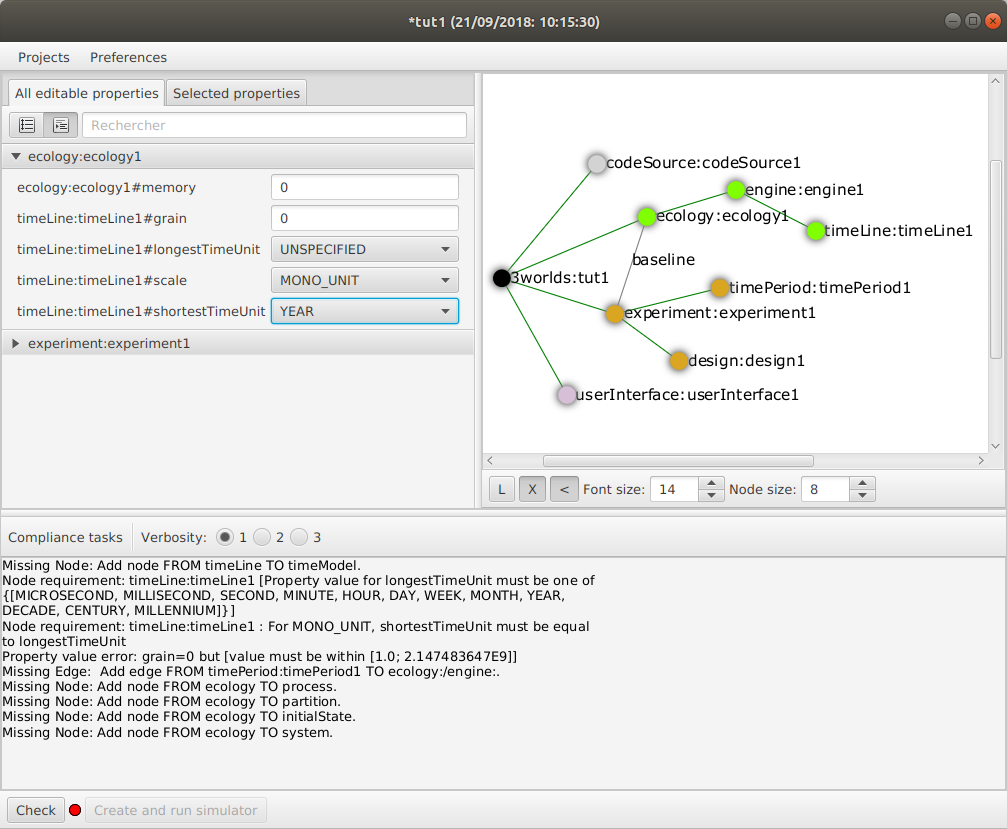 *tut1 (21/09/2018: 10:15:30)
Projects Preferences
All editable properties Selected properties
Rechercher
ecology:ecology1
ecology:ecology1#memory 0
timeLine:timeLine1#grain 0
timeLine:timeLine1#longestTimeUnit UNSPECIFIED
timeLine:timeLine1#scale MONO_UNIT
timeLine:timeLine1#shortestTimeUnit YEAR
experiment:experiment1
codeSource:codeSource1
engine:engine1
ecology:ecology1
timeLine:timeLine1
baseline
3worlds:tut1
timePeriod:timePeriod1
experiment:experiment1
design:design1
userInterface:userInterface1
L X < Font size: 14 Node size: 8
Compliance tasks Verbosity: 1 2 3
Missing Node: Add node FROM timeLine TO timeModel.
Node requirement: timeLine:timeLine1 [Property value for longestTimeUnit must be one of
{[MICROSECOND, MILLISECOND, SECOND, MINUTE, HOUR, DAY, WEEK, MONTH, YEAR,
DECADE, CENTURY, MILLENNIUM]}]
Node requirement: timeLine:timeLine1 : For MONO_UNIT, shortestTimeUnit must be equal
to longestTimeUnit
Property value error: grain=0 but [value must be within [1.0; 2.147483647E9]]
Missing Edge:  Add edge FROM timePeriod:timePeriod1 TO ecology:/engine:.
Missing Node: Add node FROM ecology TO process.
Missing Node: Add node FROM ecology TO partition.
Missing Node: Add node FROM ecology TO initialState.
Missing Node: Add node FROM ecology TO system.
Check Create and run simulator